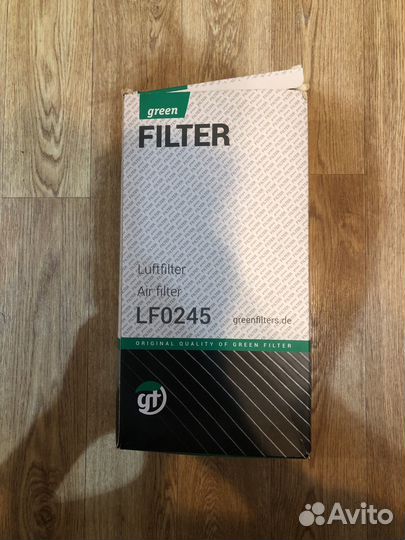 green
FILTER
Luftfilter
Air filter
LF0245 greenfilters.de
ORIGINAL QUALITY OF GREEN FILTER
gf
Avito